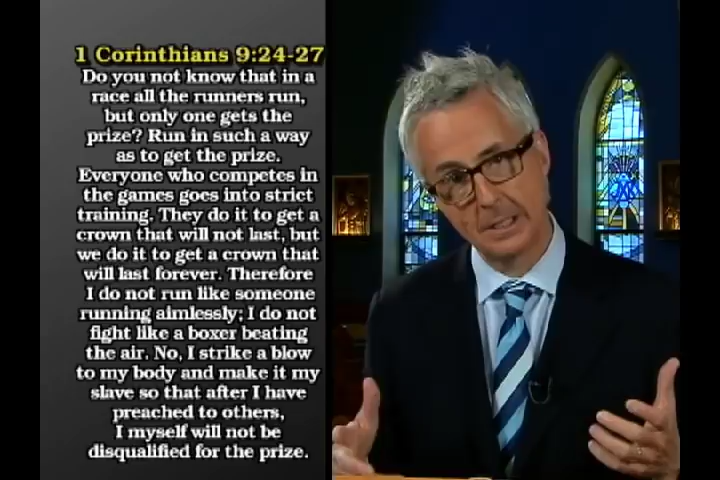 1 Corinthians 9:24-27
Do you not know that in a
race all the runners run,
but only one gets the
prize? Run in such a way
as to get the prize.
Everyone who competes in
the games goes into strict
training. They do it to get a
crown that will not last, but
we do it to get a crown that
will last forever. Therefore
I do not run like someone
running aimlessly; I do not
fight like a boxer beating
the air. No, I strike a blow
to my body and make it my
slave so that after I have
preached to others,
I myself will not be
disqualified for the prize.